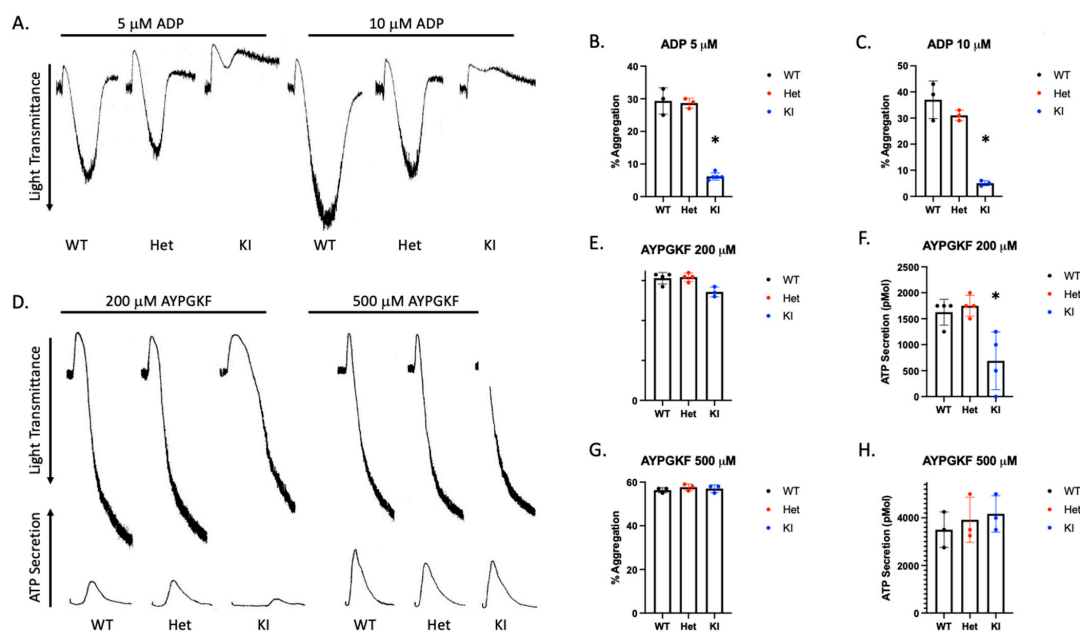 A.
5 μM ADP
10 μM ADP
Light Transmittance
WT
Het
KI
WT
Het
KI
B.
ADP 5 μM
% Aggregation
40
30
20
10
0
WT
Het
KI
*
WT
Het
KI
C.
ADP 10 μM
% Aggregation
50
40
30
20
10
0
WT
Het
KI
*
WT
Het
KI
D.
200 μM AYPGKF
500 μM AYPGKF
Light Transmittance
ATP Secretion
WT
Het
KI
WT
Het
KI
E.
AYPGKF 200 μM
0
WT
Het
KI
WT
Het
KI
F.
AYPGKF 200 μM
ATP Secretion (pMol)
2500
2000
1500
1000
500
0
WT
Het
KI
*
WT
Het
KI
G.
AYPGKF 500 μM
% Aggregation
60
40
20
0
WT
Het
KI
WT
Het
KI
H.
AYPGKF 500 μM
ATP Secretion (pMol)
4000
2000
0
WT
Het
KI
WT
Het
KI